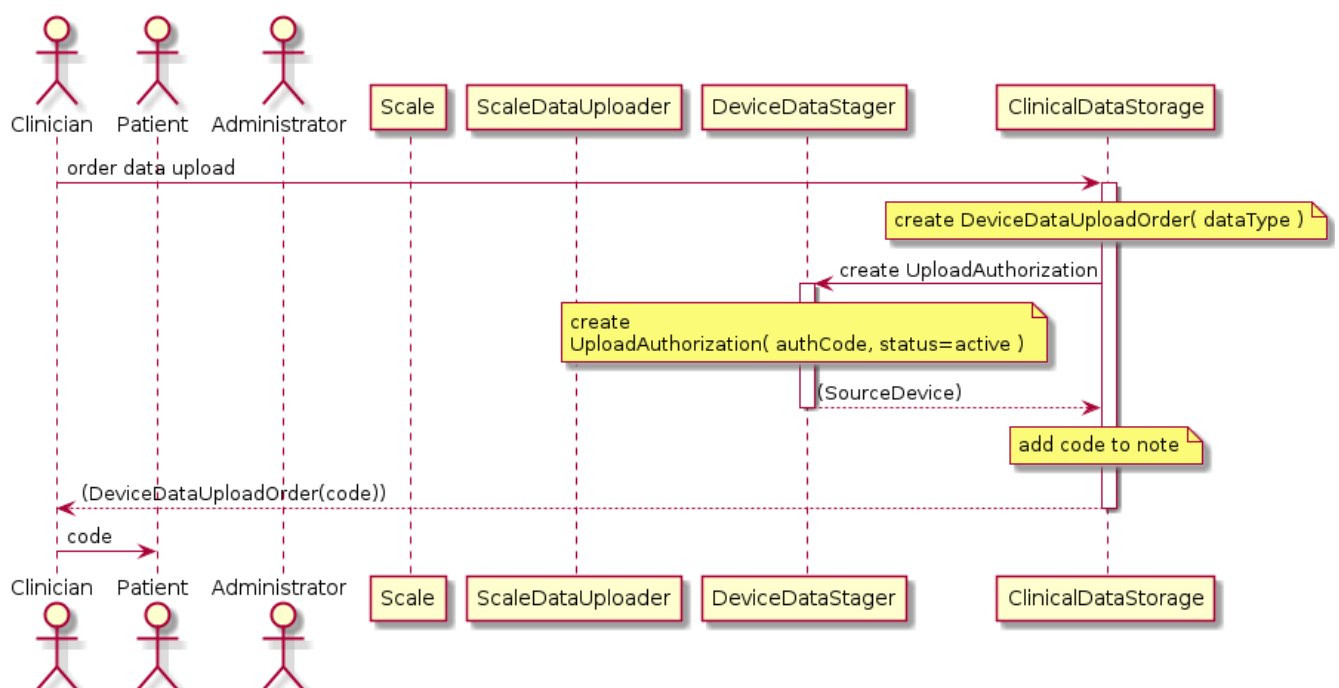 Clinician Patient Administrator
Scale ScaleDataUploader DeviceDataStager ClinicalDataStorage
order data upload
create DeviceDataUploadOrder( dataType )
create UploadAuthorization
create
UploadAuthorization( authCode, status=active )
(SourceDevice)
add code to note
(DeviceDataUploadOrder(code))
code
Clinician Patient Administrator
Scale ScaleDataUploader DeviceDataStager ClinicalDataStorage